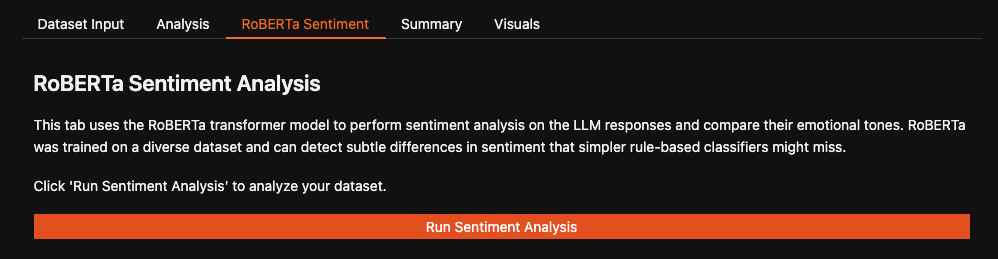 Dataset Input Analysis RoBERTa Sentiment Summary Visuals
RoBERTa Sentiment Analysis
This tab uses the RoBERTa transformer model to perform sentiment analysis on the LLM responses and compare their emotional tones. RoBERTa
was trained on a diverse dataset and can detect subtle differences in sentiment that simpler rule-based classifiers might miss.
Click 'Run Sentiment Analysis' to analyze your dataset.
Run Sentiment Analysis